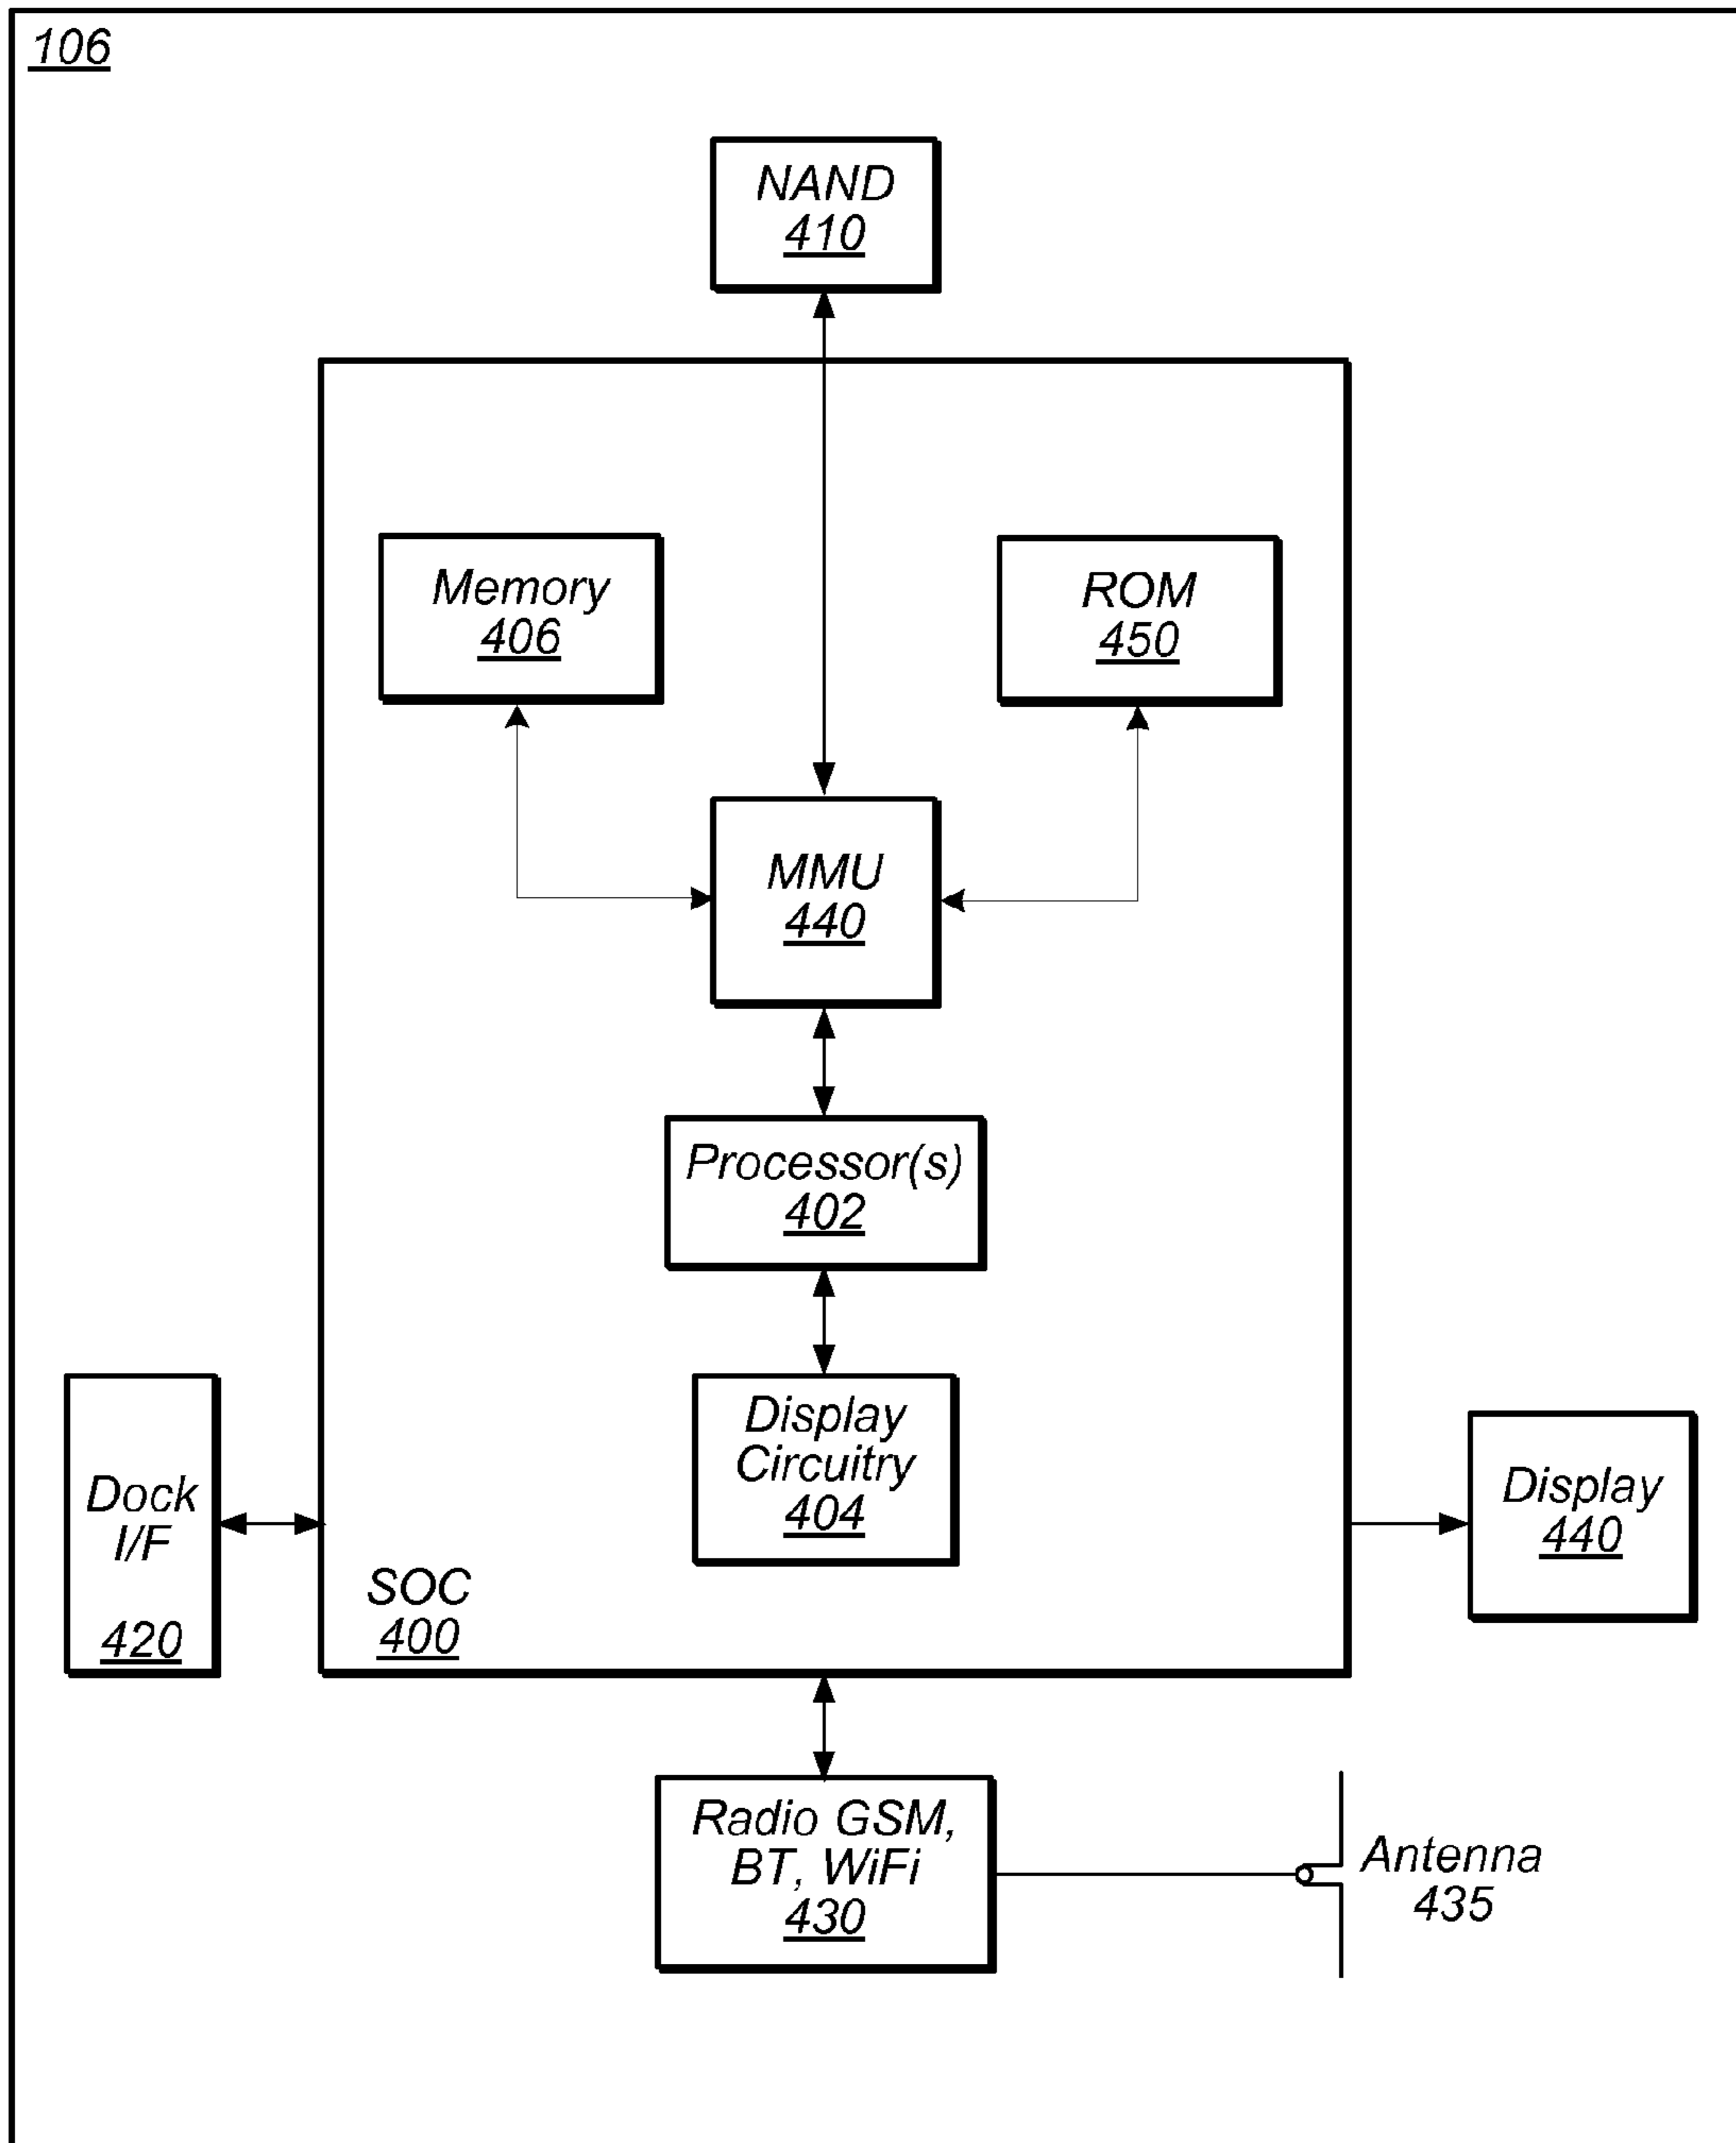 106
NAND
410
Memory
406
ROM
450
MMU
440
Processor(s)
402
Display
Circuitry
404
Dock
I/F
420
SOC
400
Display
440
Radio GSM,
BT, WiFi
430
Antenna
435